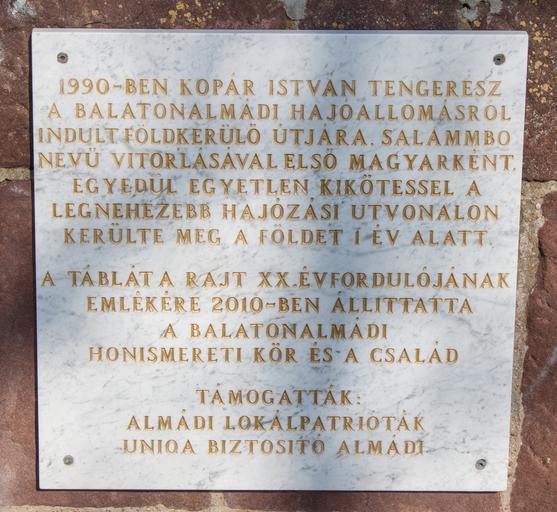 1990-BEN KOPÁR ISTVÁN TENGERÉSZ
A BALATONALMÁDI HAJÓÁLLOMÁSRÓL
INDULT FÖLDKERÜLŐ ÚTJÁRA. SALAMMBO
NEVŰ VITORLÁSÁVAL ELSŐ MAGYARKÉNT,
EGYEDÜL EGYETLEN KIKÖTÉSSEL A
LEGNEHEZEBB HAJÓZÁSI ÚTVONALON
KERÜLTE MEG A FÖLDET 1 ÉV ALATT.
A TÁBLÁT A RAJT XX.ÉVFORDULÓJÁNAK
EMLÉKÉRE 2010-BEN ÁLLÍTTATTA
A BALATONALMÁDI
HONISMERETI KÖR ÉS A CSALÁD
TÁMOGATTÁK:
ALMÁDI LOKÁLPATRIÓTÁK
UNIQA BIZTOSÍTÓ ALMÁDI